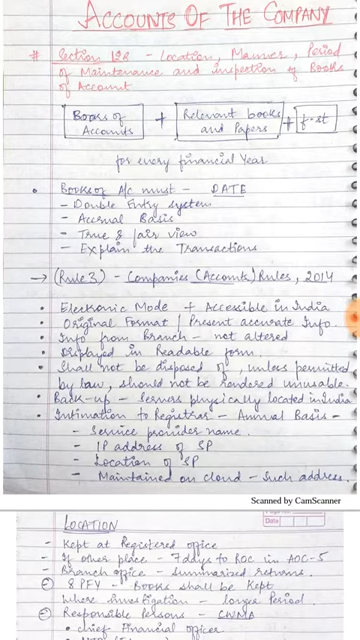 ACCOUNTS OF THE COMPANY
# Section 128 - Location, Manner, Period
of Maintenance and inspection of Books
of Account
Books of Accounts + Relevant books and Papers + f.st
for every financial Year
• Books of A/c must - DATE
- Double Entry system
- Accrual Basis
- True & fair view
- Explain the Transactions
→ (Rule 3) - Companies (Accounts) Rules, 2014
• Electronic Mode + Accessible in India
• Original Format / Present accurate Info.
• Info from Branch - not altered
• Displayed in Readable form.
• Shall not be disposed of, unless permitted
by law, should not be rendered unusable.
• Back-up - Servers physically located in India
• Intimation to Registrar - Annual Basis -
- Service provider name.
- IP address of SP
- Location of SP
- Maintained on cloud - Such address.
Scanned by CamScanner
Date
LOCATION
- Kept at Registered office
- If other place - 7 days to ROC in AOC-5
- Branch office - Summarized returns.
8 PFY - Books shall be Kept
Where investigation - longer Period.
Responsible Persons - CWMA
• Chief Financial officer